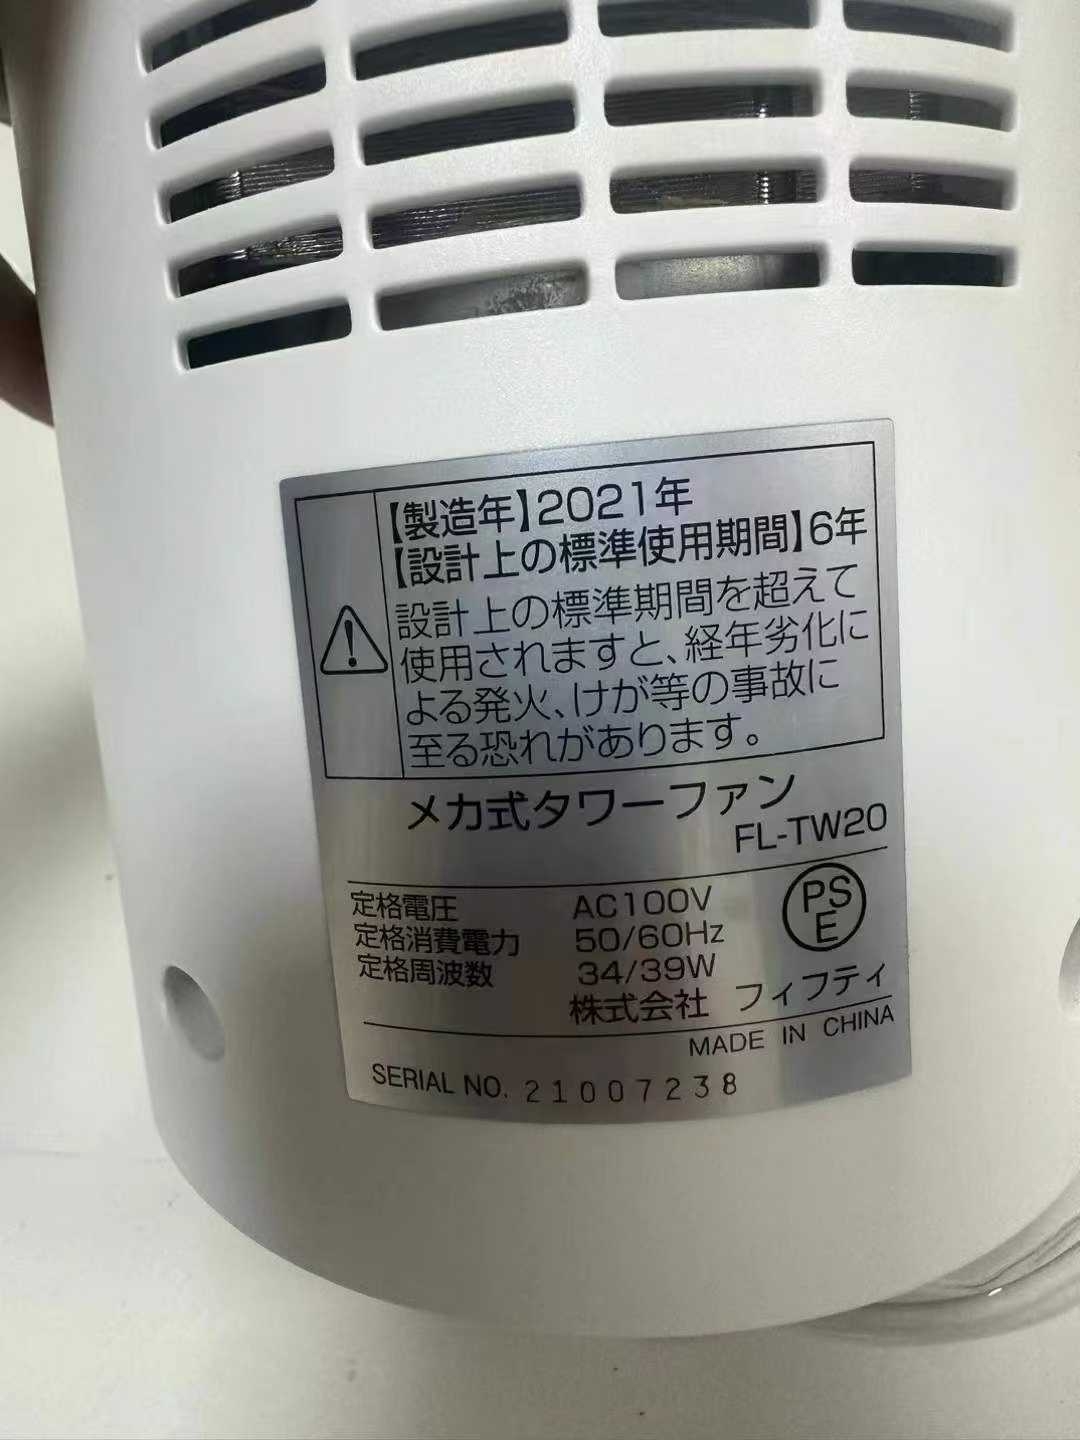 【製造年】2021年
【設計上の標準使用期間】6年
設計上の標準期間を超えて
使用されますと、経年劣化に
よる発火、けが等の事故に
至る恐れがあります。
メカ式タワーファン
FL-TW20
定格電圧 AC100V
定格消費電力 50/60Hz
定格周波数 34/39W
PSE
株式会社 フィフティ
MADE IN CHINA
SERIAL NO. 21007238